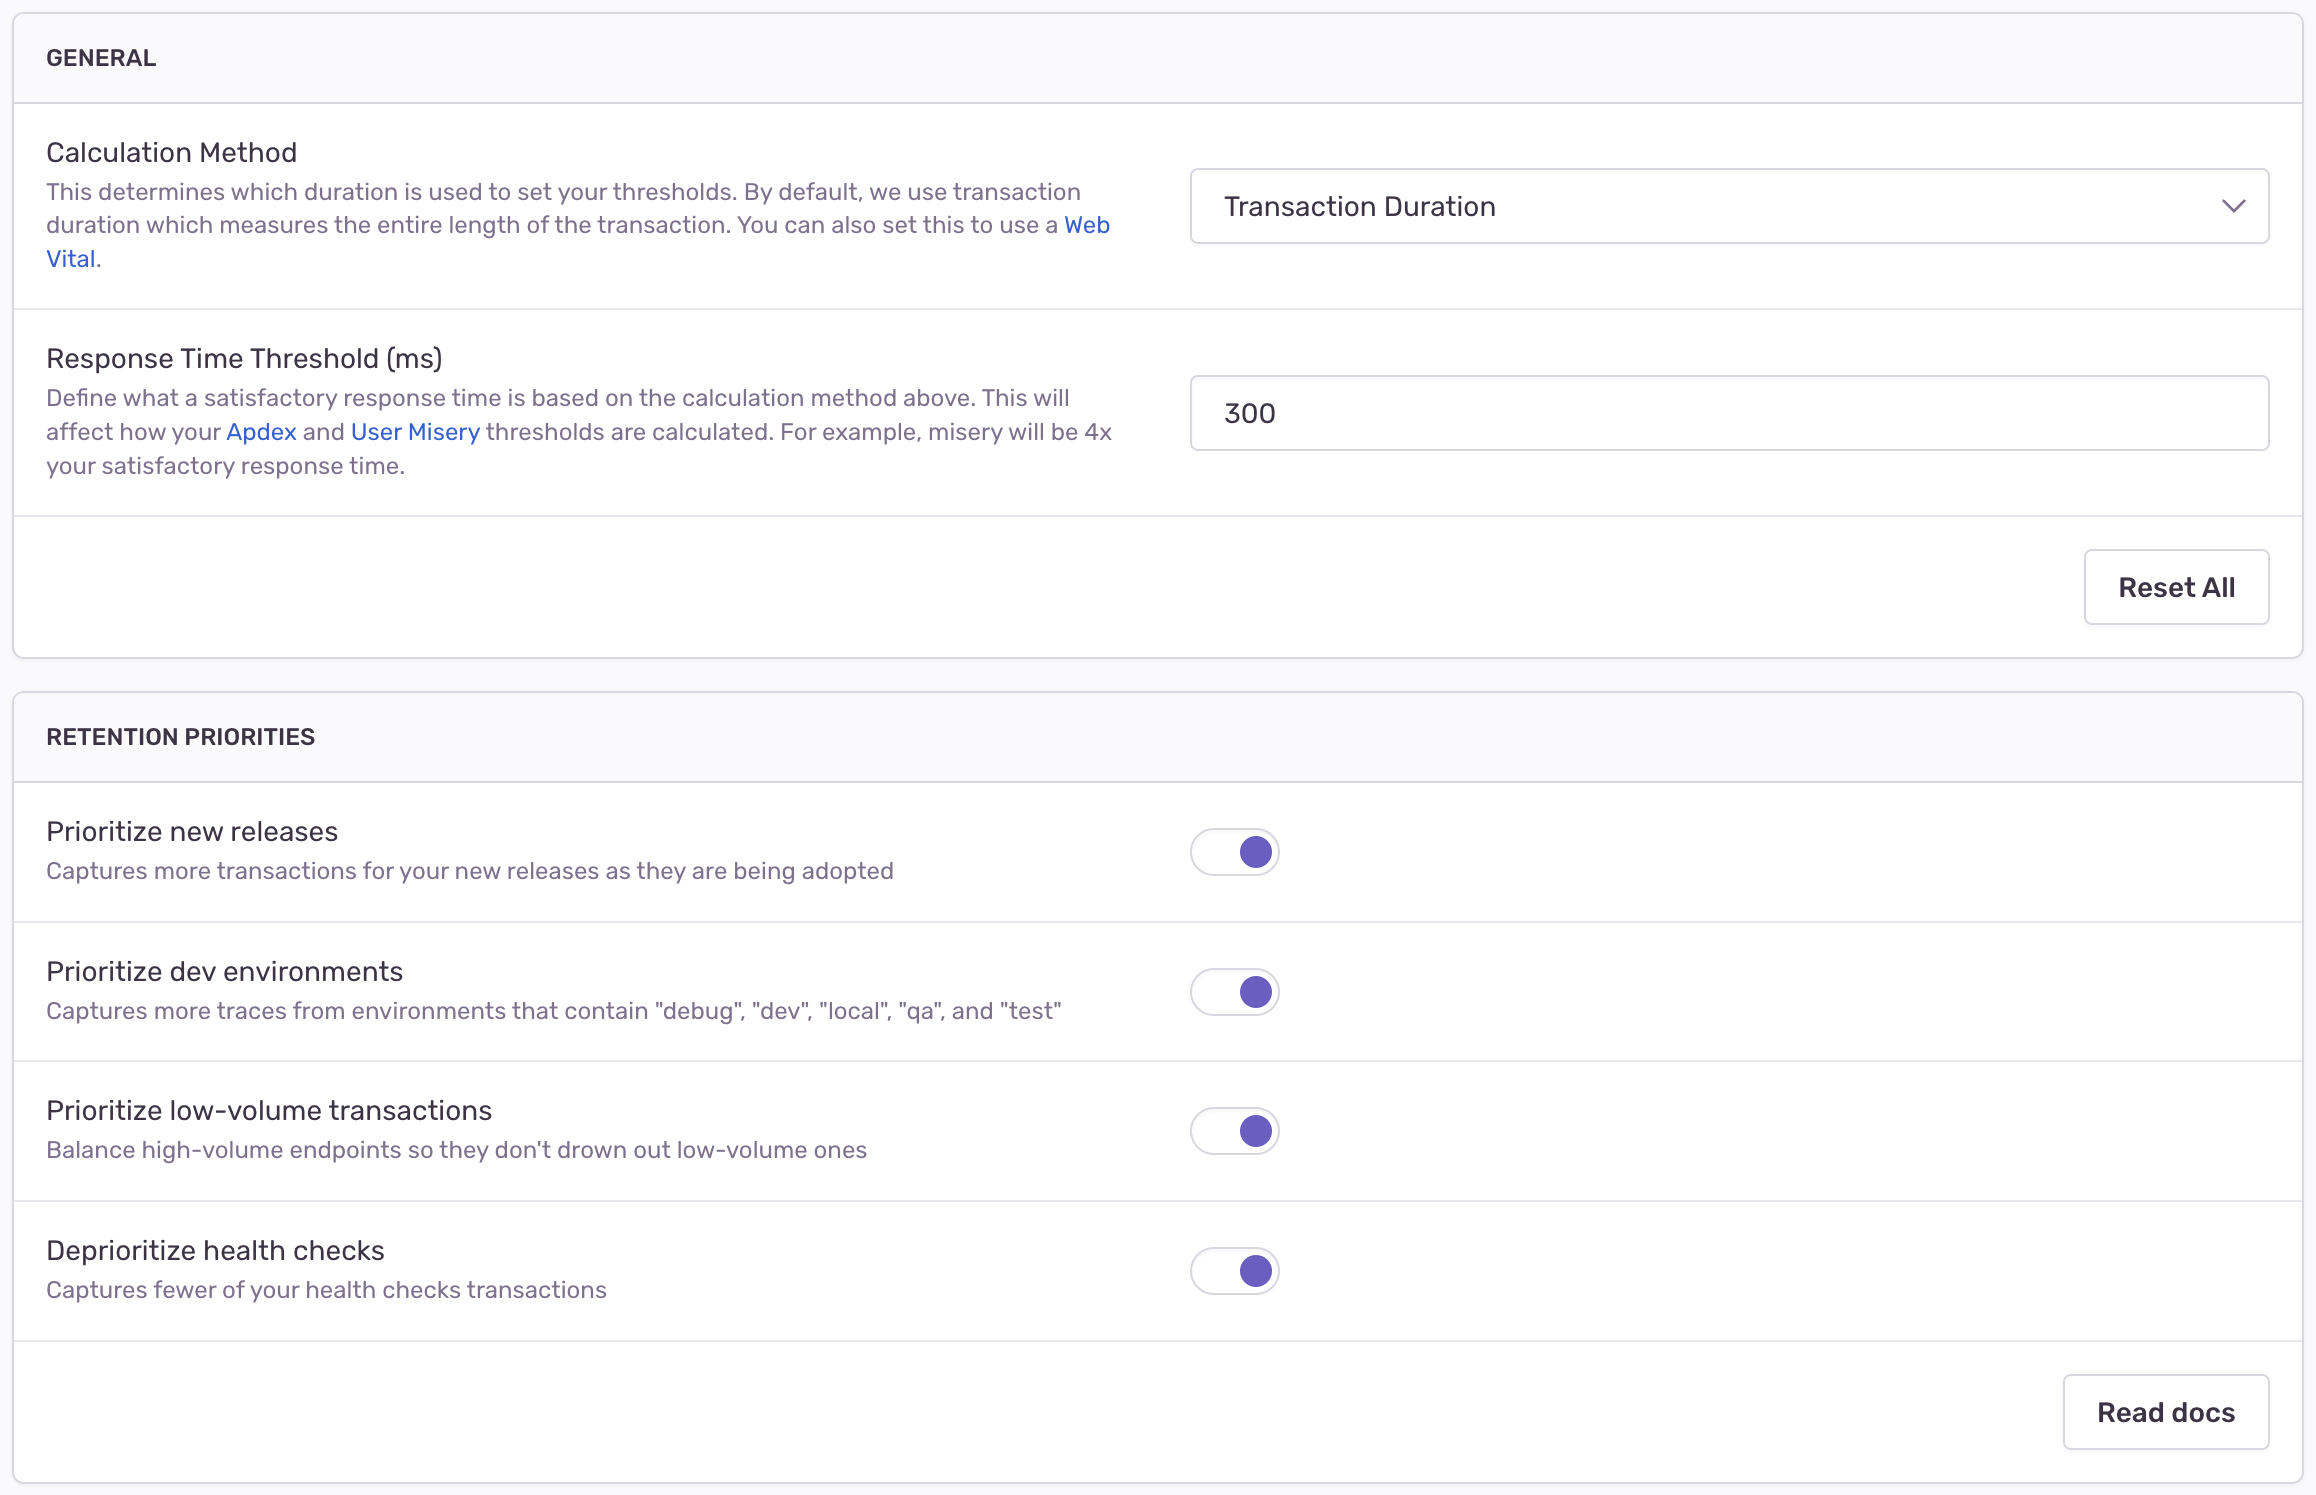 GENERAL
Calculation Method
This determines which duration is used to set your thresholds. By default, we use transaction
duration which measures the entire length of the transaction. You can also set this to use a Web
Vital.
Transaction Duration
Response Time Threshold (ms)
Define what a satisfactory response time is based on the calculation method above. This will
affect how your Apdex and User Misery thresholds are calculated. For example, misery will be 4x
your satisfactory response time.
300
Reset All
RETENTION PRIORITIES
Prioritize new releases
Captures more transactions for your new releases as they are being adopted
Prioritize dev environments
Captures more traces from environments that contain "debug", "dev", "local", "qa", and "test"
Prioritize low-volume transactions
Balance high-volume endpoints so they don't drown out low-volume ones
Deprioritize health checks
Captures fewer of your health checks transactions
Read docs